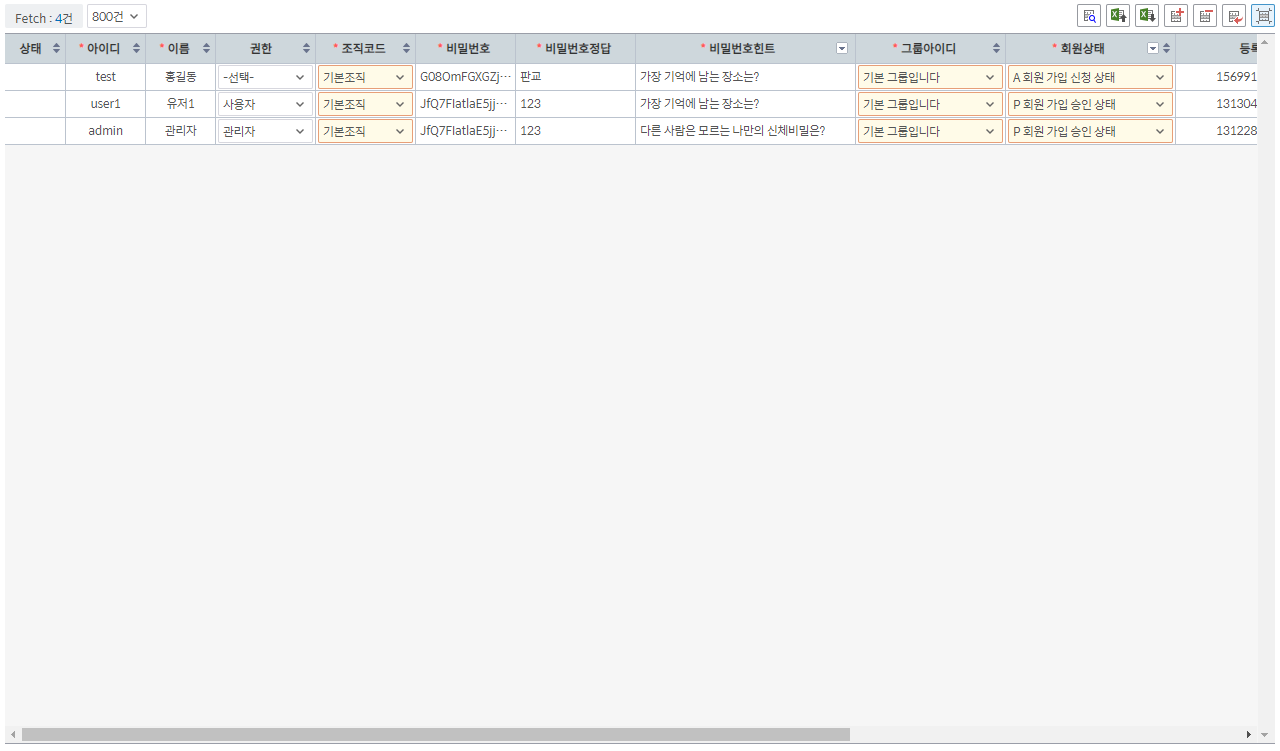 Fetch : 4건 800건
상태 * 아이디 * 이름 권한 * 조직코드 * 비밀번호 * 비밀번호정답 * 비밀번호힌트 * 그룹아이디 * 회원상태 등록
test 홍길동 -선택- 기본조직 G08OmFGXGZj··· 판교 가장 기억에 남는 장소는? 기본 그룹입니다 A 회원 가입 신청 상태 156991
user1 유저1 사용자 기본조직 JfQ7FIatlaE5jj··· 123 가장 기억에 남는 장소는? 기본 그룹입니다 P 회원 가입 승인 상태 131304
admin 관리자 관리자 기본조직 JfQ7FIatlaE5jj··· 123 다른 사람은 모르는 나만의 신체비밀은? 기본 그룹입니다 P 회원 가입 승인 상태 131228